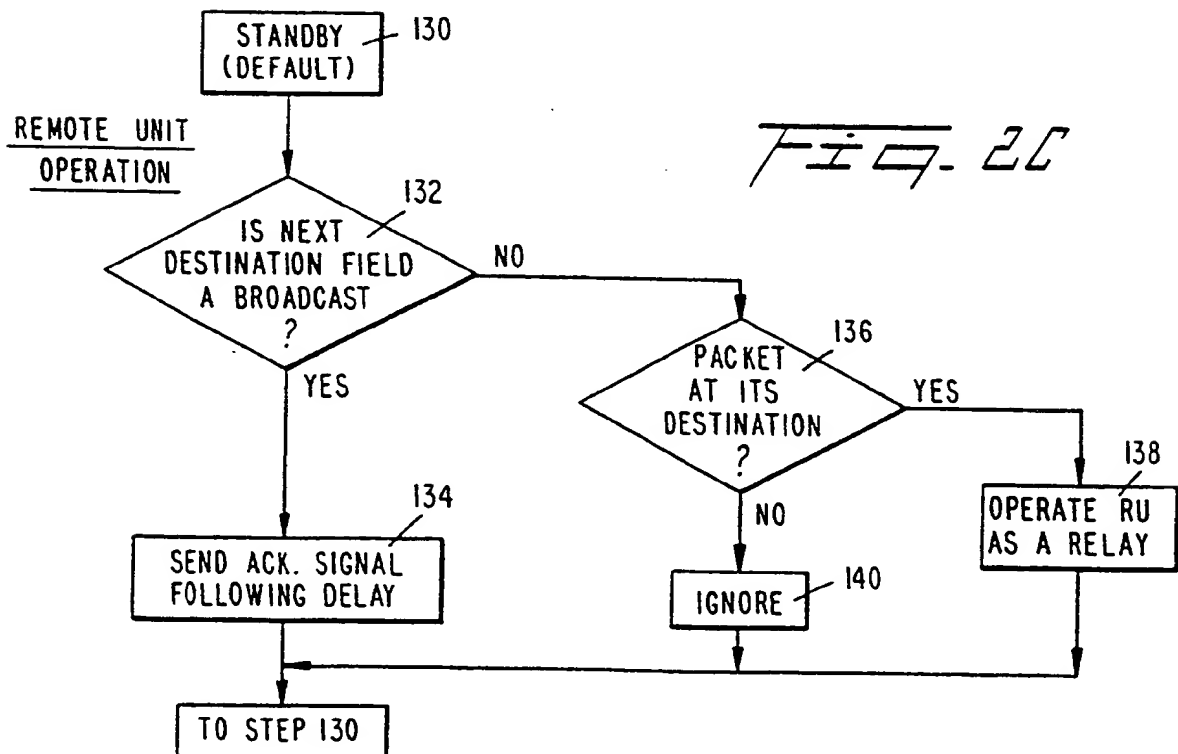 STANDBY
(DEFAULT)
130
REMOTE UNIT
OPERATION
Fig. 2C
IS NEXT
DESTINATION FIELD
A BROADCAST
?
132
NO
YES
PACKET
AT ITS
DESTINATION
?
136
YES
NO
SEND ACK. SIGNAL
FOLLOWING DELAY
134
IGNORE
140
OPERATE RU
AS A RELAY
138
TO STEP 130